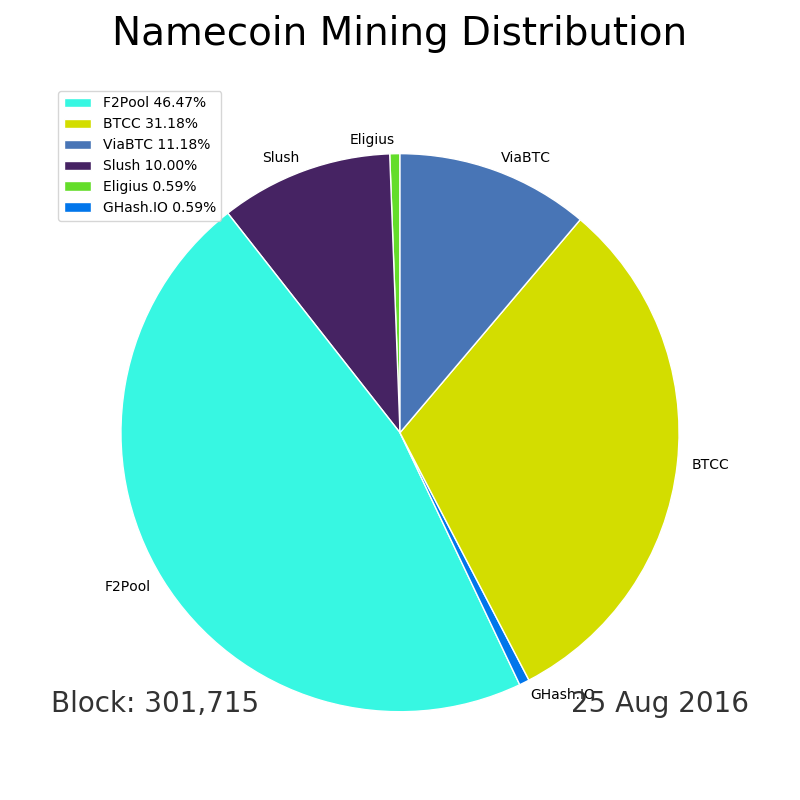 Namecoin Mining Distribution
F2Pool 46.47%
BTCC 31.18%
ViaBTC 11.18%
Slush 10.00%
Eligius 0.59%
GHash.IO 0.59%
Eligius
Slush
ViaBTC
BTCC
F2Pool
GHash.IO
Block: 301,715
25 Aug 2016